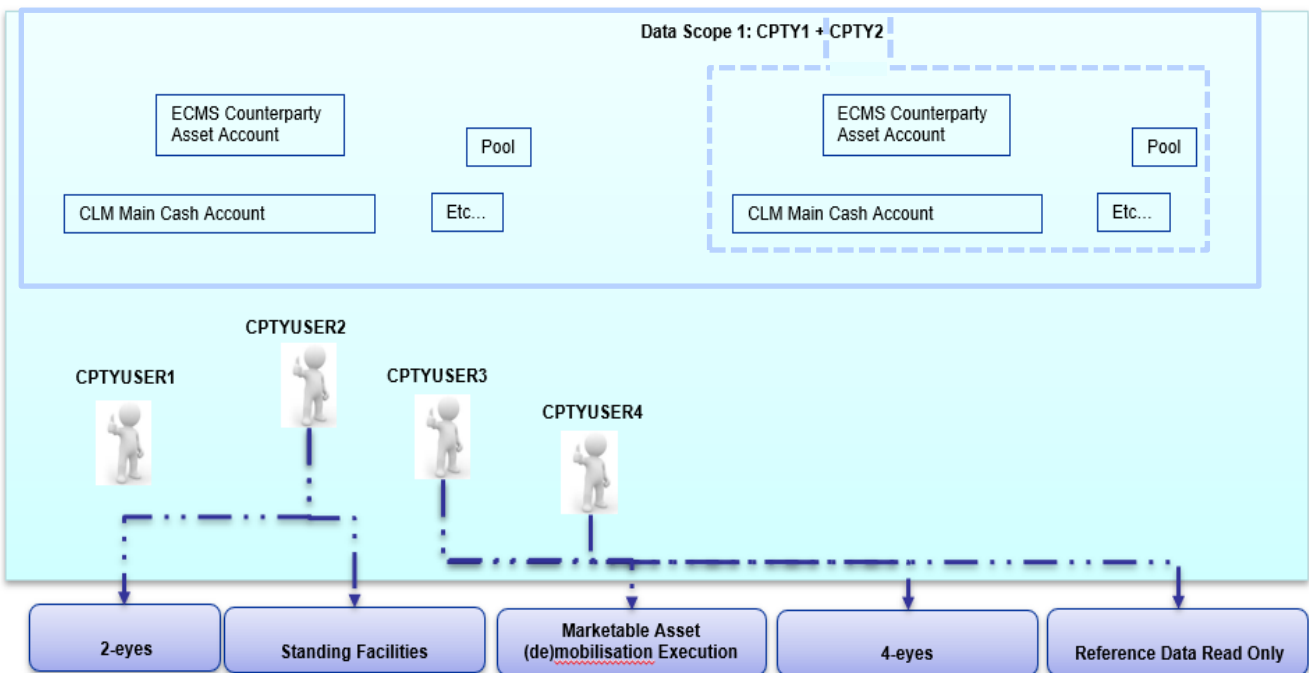 Data Scope 1: CPTY1 + CPTY2
ECMS Counterparty
Asset Account
Pool
CLM Main Cash Account
Etc...
ECMS Counterparty
Asset Account
Pool
CLM Main Cash Account
Etc...
CPTYUSER2
CPTYUSER1
CPTYUSER3
CPTYUSER4
2-eyes
Standing Facilities
Marketable Asset
(de)mobilisation Execution
4-eyes
Reference Data Read Only